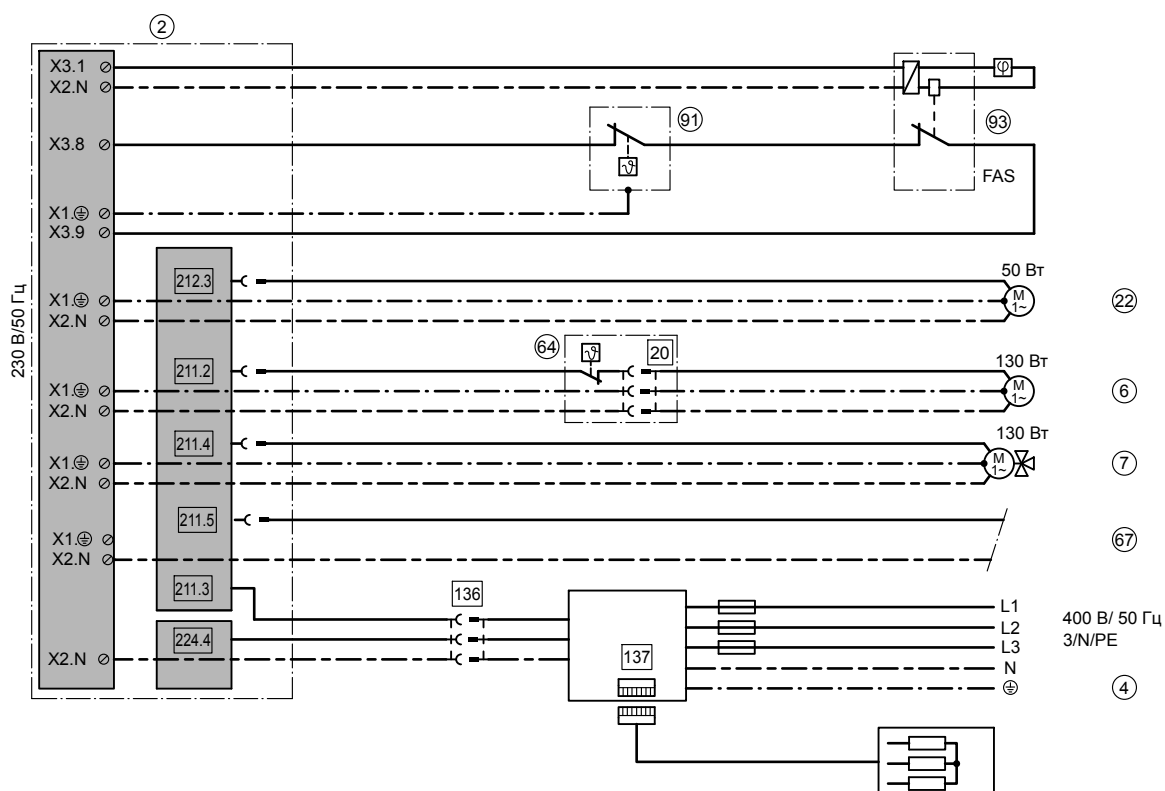 2
X3.1
X2.N
X3.8
91
93
ϑ
φ
FAS
X1.
X3.9
230 В/50 Гц
212.3
50 Вт
X1.
M
1~
22
X2.N
64
ϑ
20
211.2
130 Вт
X1.
M
1~
6
X2.N
211.4
130 Вт
X1.
M
1~
7
X2.N
211.5
X1.
67
X2.N
211.3
136
L1
400 В/ 50 Гц
L2
3/N/PE
224.4
L3
X2.N
137
N
4